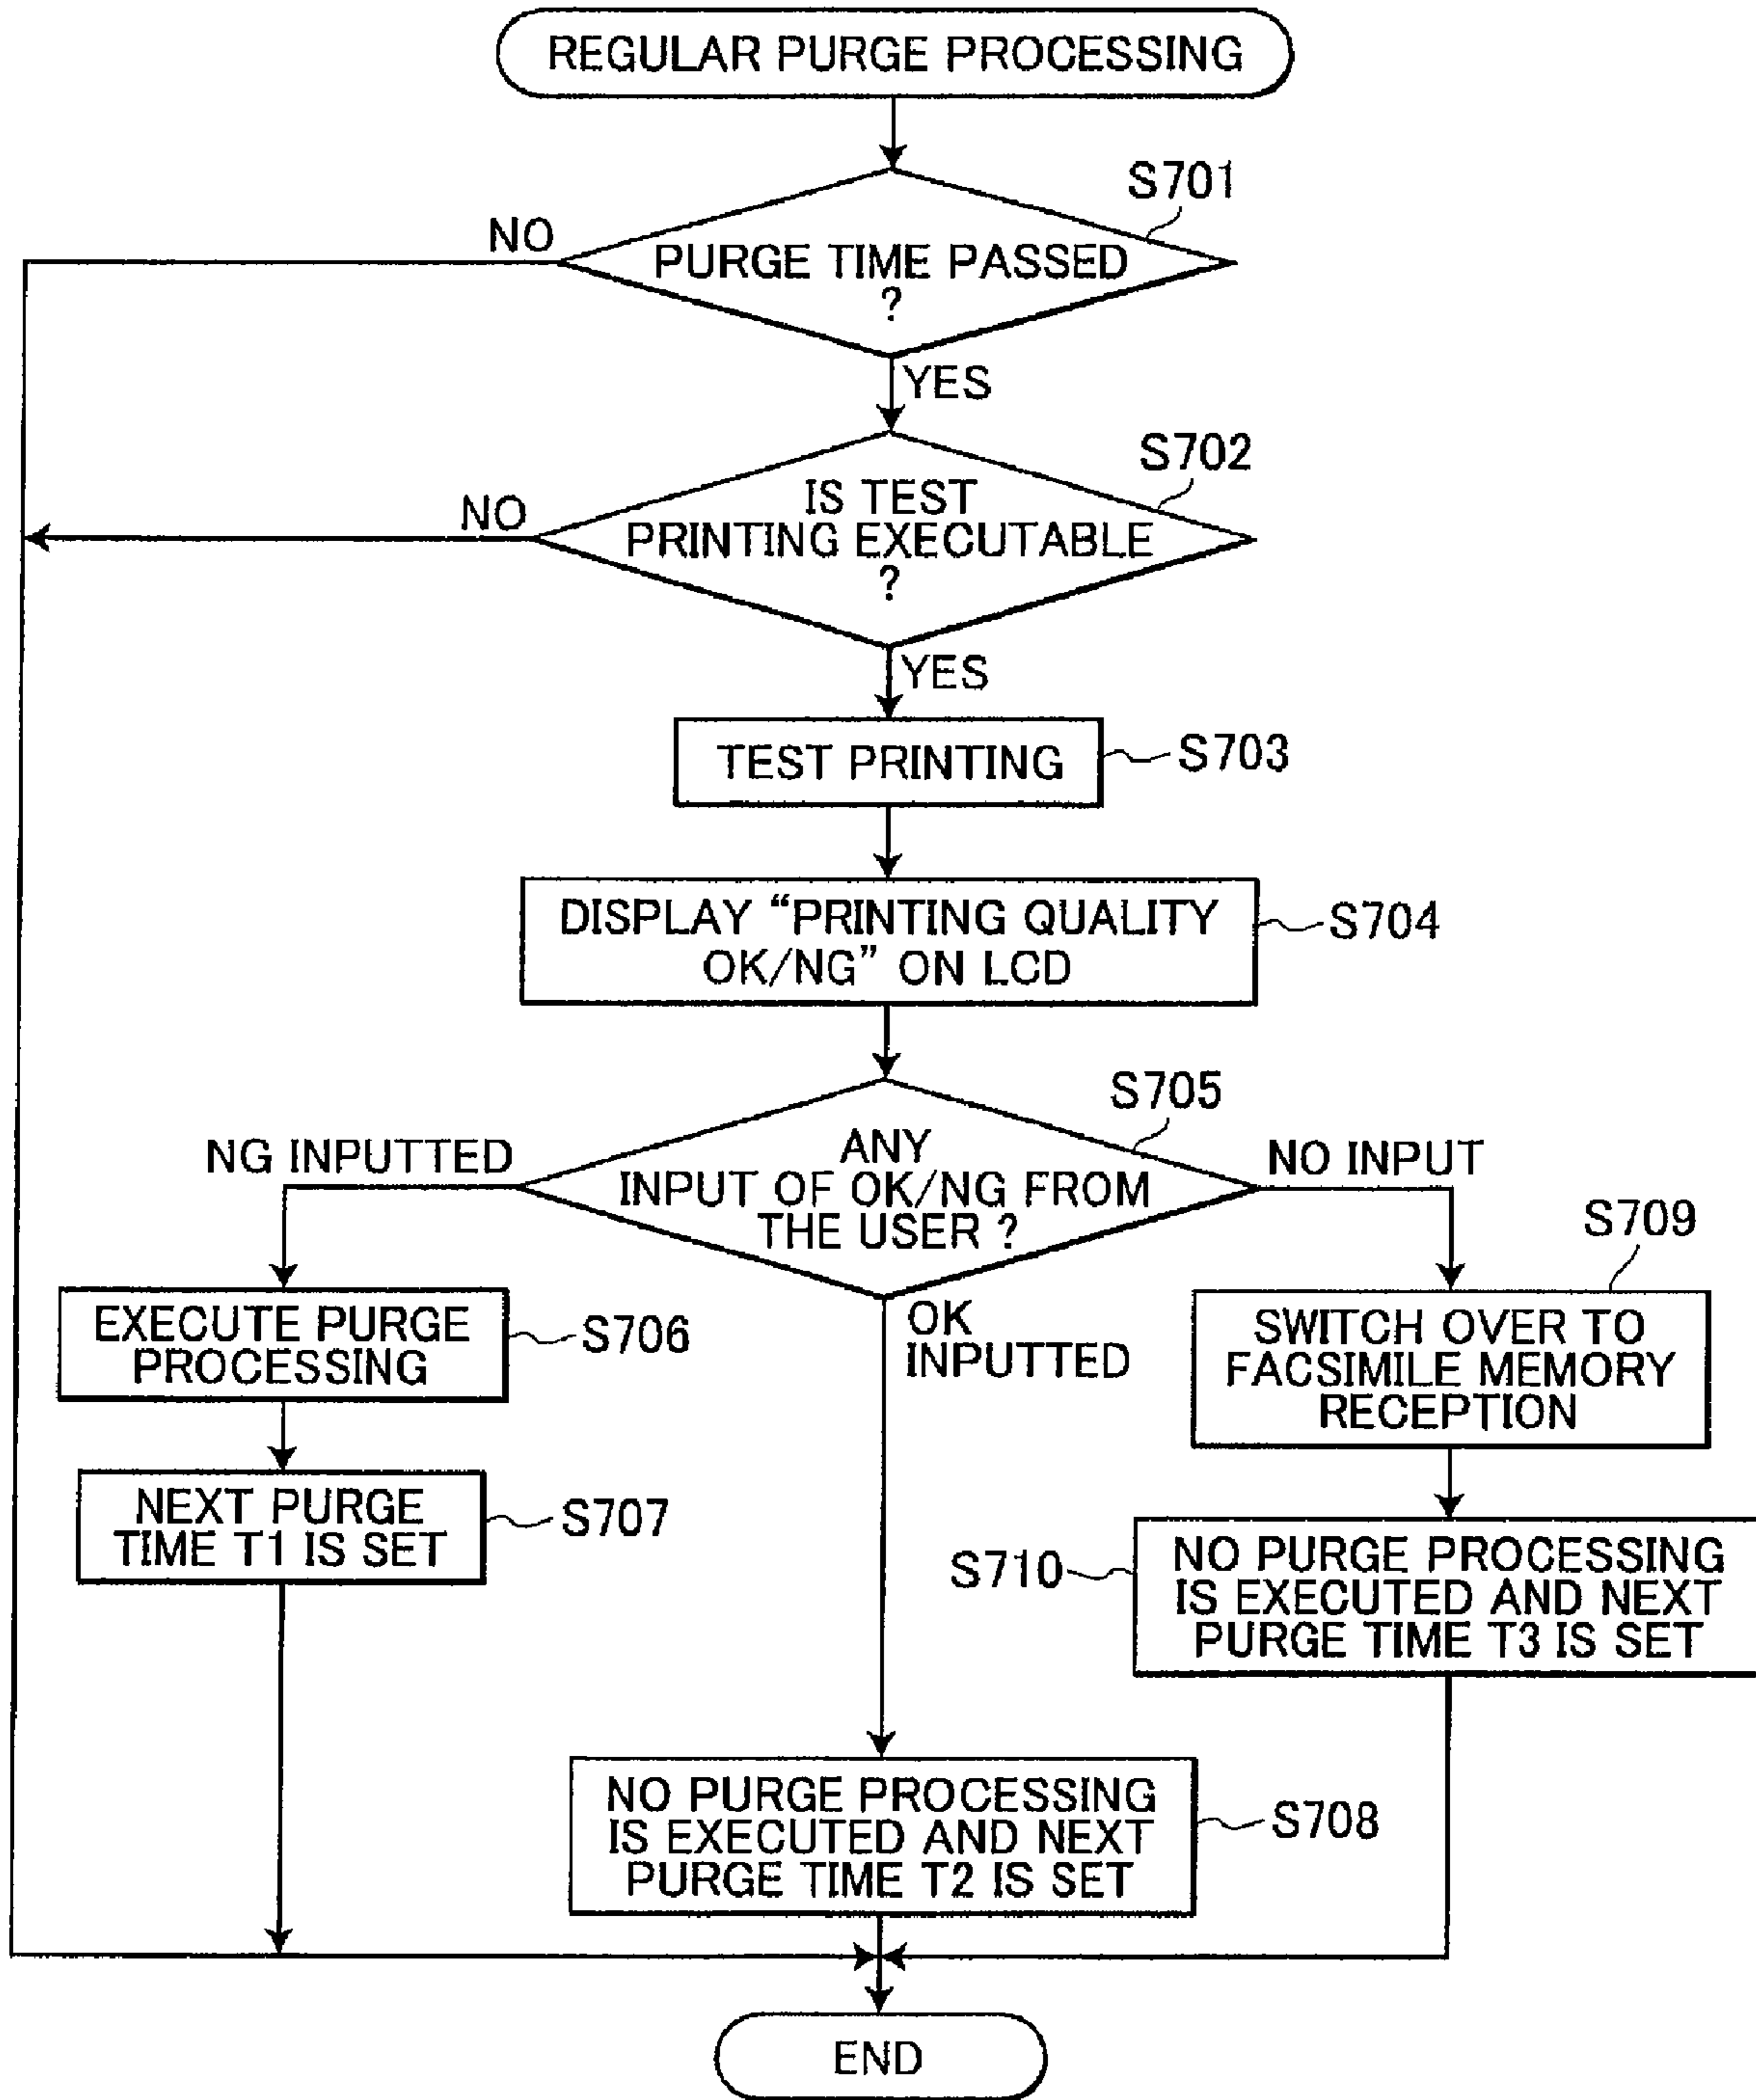 REGULAR PURGE PROCESSING
S701
NO
PURGE TIME PASSED
?
YES
S702
NO
IS TEST
PRINTING EXECUTABLE
?
YES
TEST PRINTING
S703
DISPLAY “PRINTING QUALITY
OK/NG” ON LCD
S704
S705
NG INPUTTED
ANY
INPUT OF OK/NG FROM
THE USER ?
NO INPUT
OK
INPUTTED
EXECUTE PURGE
PROCESSING
S706
NEXT PURGE
TIME T1 IS SET
S707
S709
SWITCH OVER TO
FACSIMILE MEMORY
RECEPTION
S710
NO PURGE PROCESSING
IS EXECUTED AND NEXT
PURGE TIME T3 IS SET
NO PURGE PROCESSING
IS EXECUTED AND NEXT
PURGE TIME T2 IS SET
S708
END